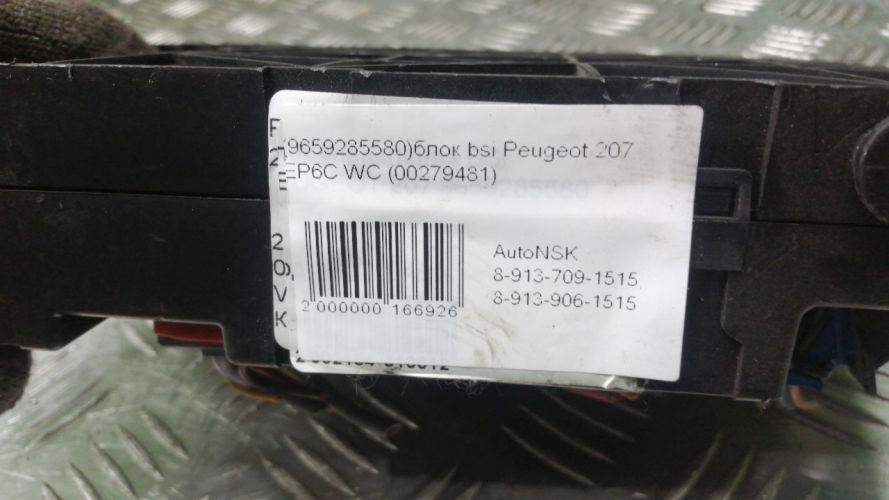 (9659285580)блок bsi Peugeot 207
EP6C WC (00279481)
AutoNSK
8-913-709-1515,
8-913-906-1515
2 000000 166926